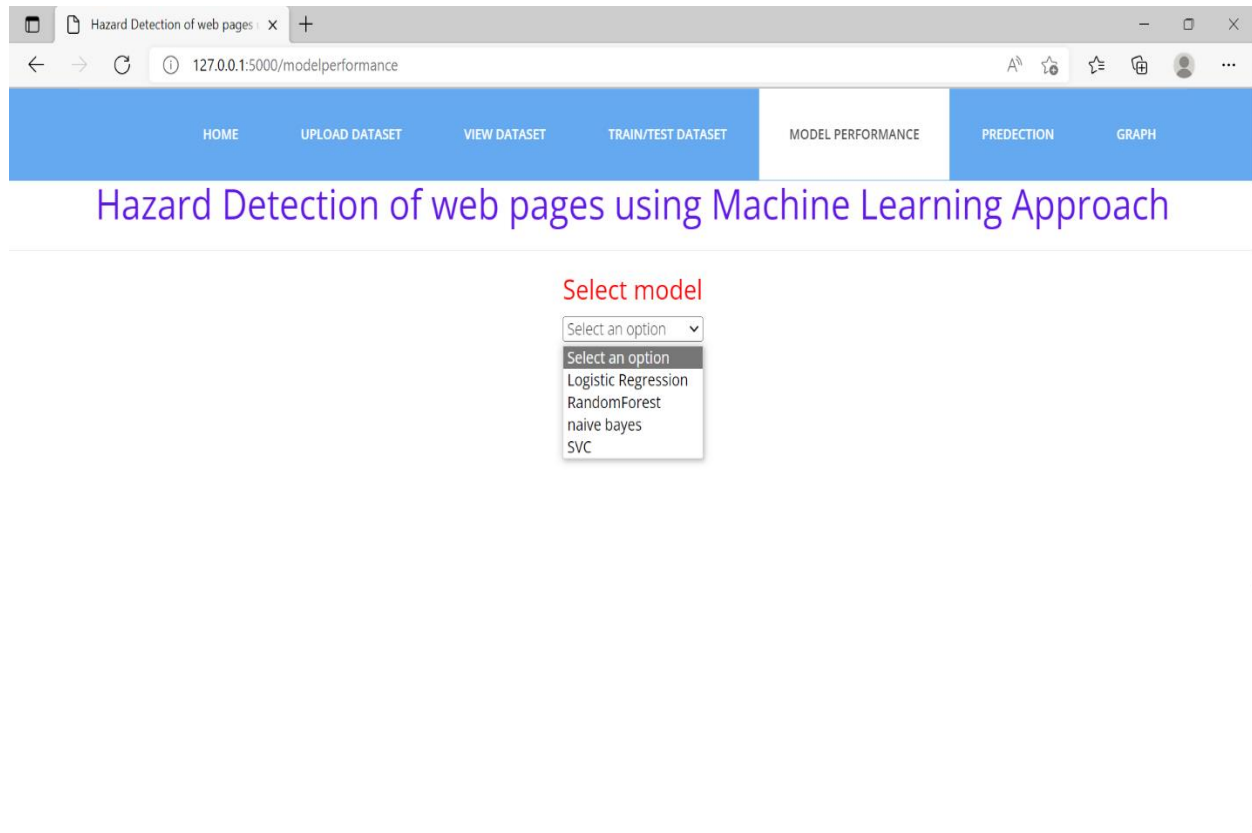 Hazard Detection of web pages
127.0.0.1:5000/modelperformance
HOME UPLOAD DATASET VIEW DATASET TRAIN/TEST DATASET MODEL PERFORMANCE PREDECTION GRAPH
Hazard Detection of web pages using Machine Learning Approach
Select model
Select an option
Select an option
Logistic Regression
RandomForest
naive bayes
SVC